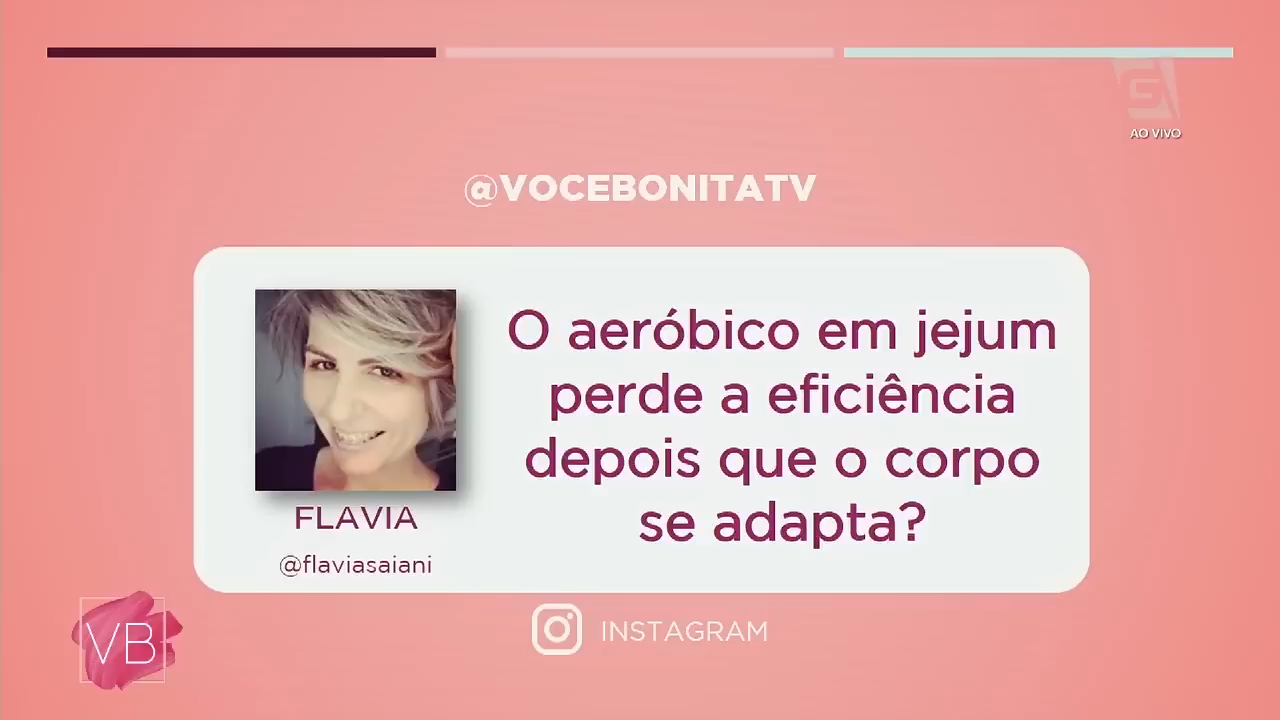 AO VIVO
@VOCEBONITATV
O aeróbico em jejum
perde a eficiência
depois que o corpo
se adapta?
FLAVIA
@flaviasaiani
VB
INSTAGRAM